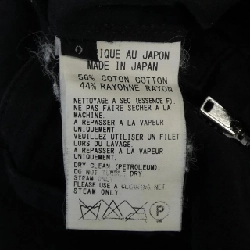 IQUE AU JAPON
MADE IN JAPAN
56% COTON COTTON
44% RAYONNE RAYON
NETTOYAGE A SEC (ESSENCE F).
NE PAS FAIRE SECHER A LA
MACHINE.
A REPASSER A LA VAPEUR
UNIQUEMENT.
VEUILLEZ UTILISER UN FILET
LORS DU LAVAGE.
A REPASSER A LA VAPEUR
UNIQUEMENT.
DRY CLEAN (PETROLEUM)
DO NOT TUMBLE DRY
STEAM
PLEASE USE A NET
STEAM ONLY
P